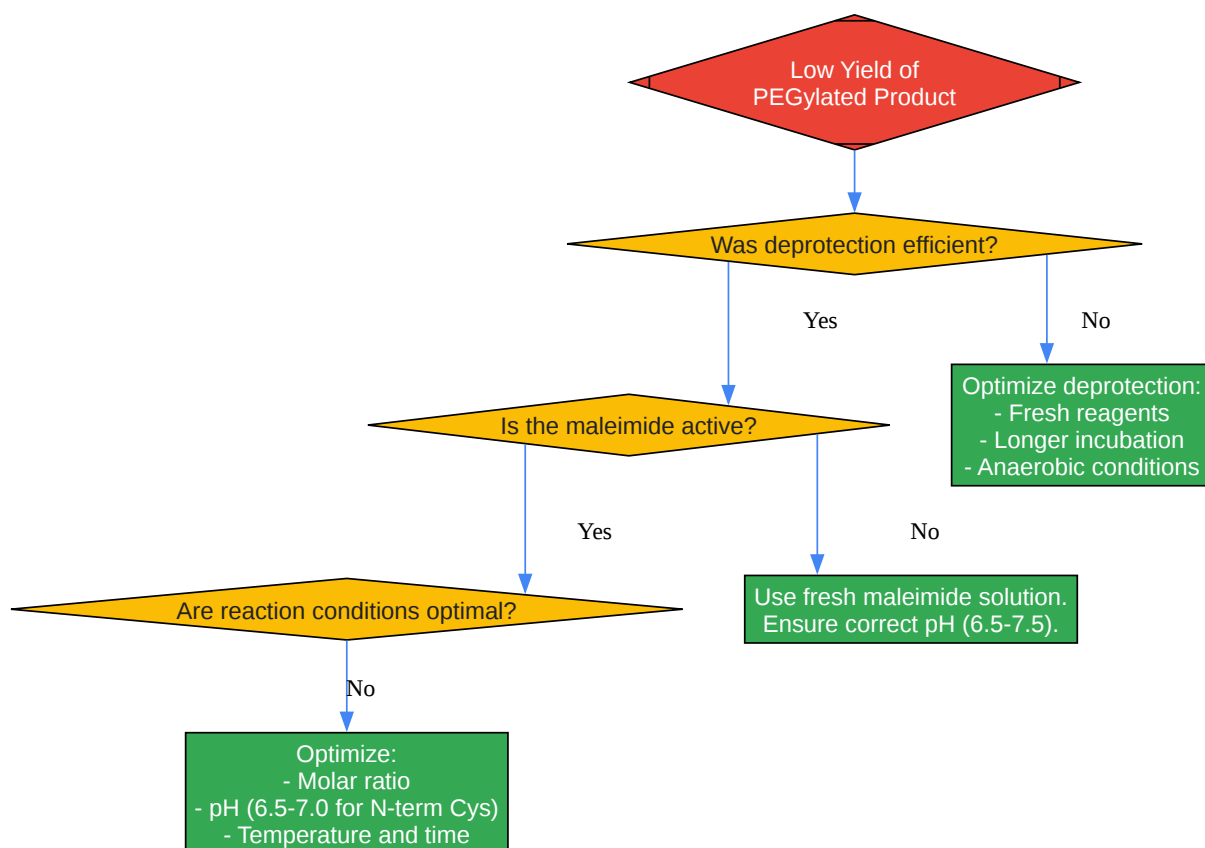 Low Yield of
PEGylated Product
Was deprotection efficient?
Yes
No
Optimize deprotection:
- Fresh reagents
- Longer incubation
- Anaerobic conditions
Is the maleimide active?
Yes
No
Use fresh maleimide solution.
Ensure correct pH (6.5-7.5).
Are reaction conditions optimal?
No
Optimize:
- Molar ratio
- pH (6.5-7.0 for N-term Cys)
- Temperature and time